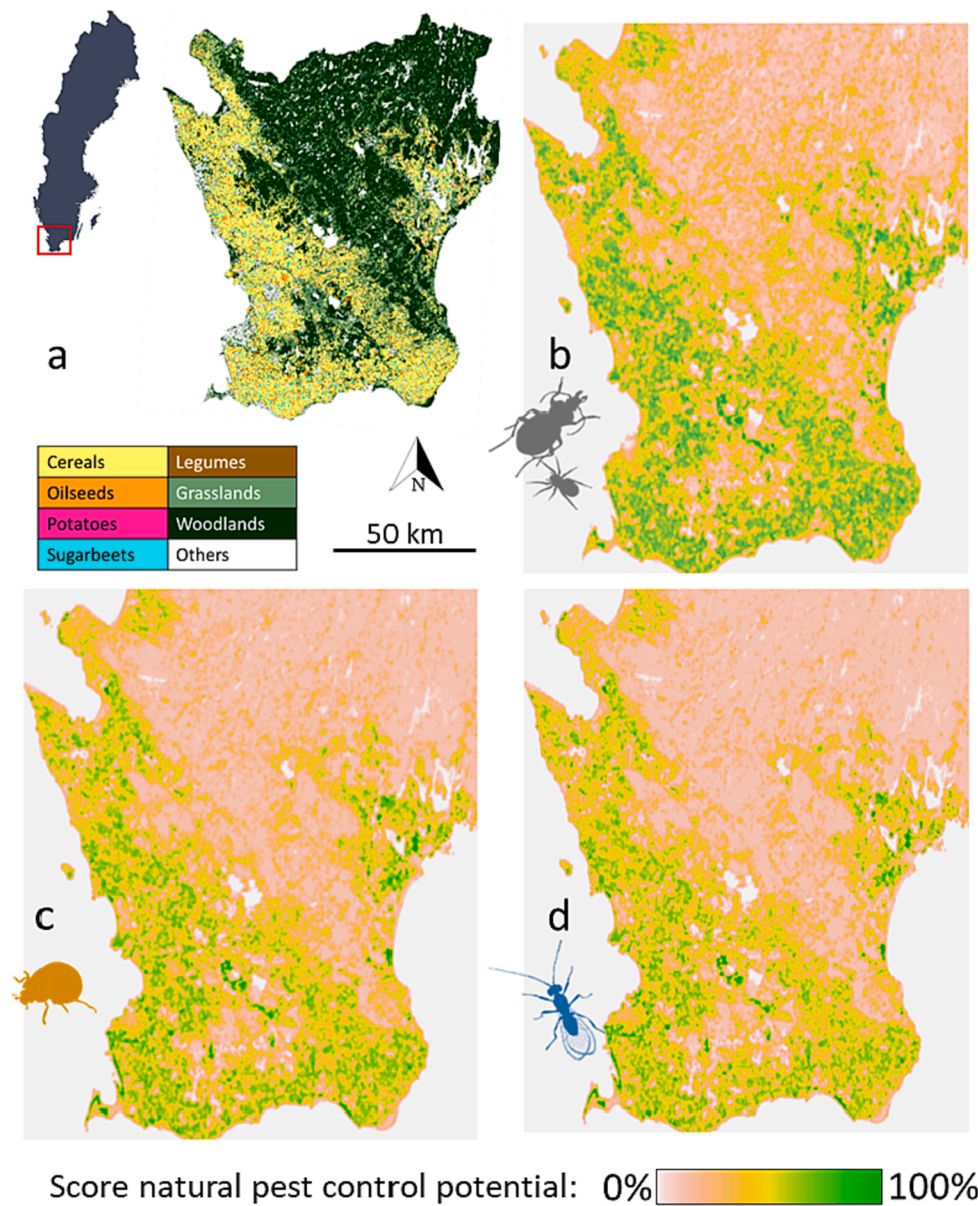 a
b
Cereals
Legumes
Oilseeds
Grasslands
Potatoes
Woodlands
Sugarbeets
Others
N
50 km
c
d
Score natural pest control potential: 0% 100%